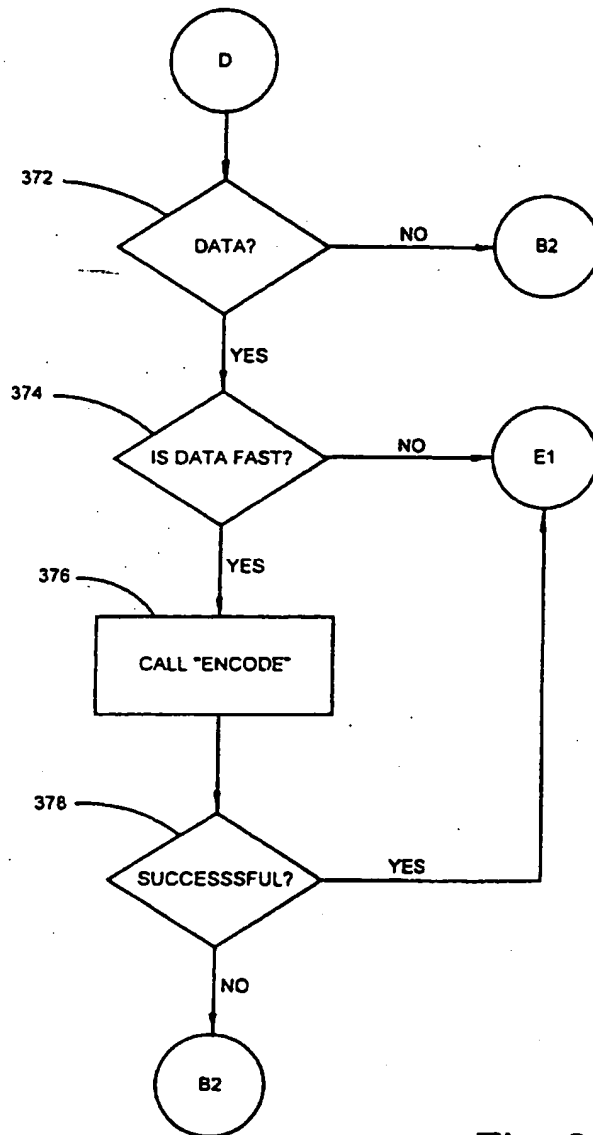 D
372
DATA?
NO
B2
YES
374
IS DATA FAST?
NO
E1
YES
376
CALL "ENCODE"
378
SUCCESSSFUL?
YES
NO
B2